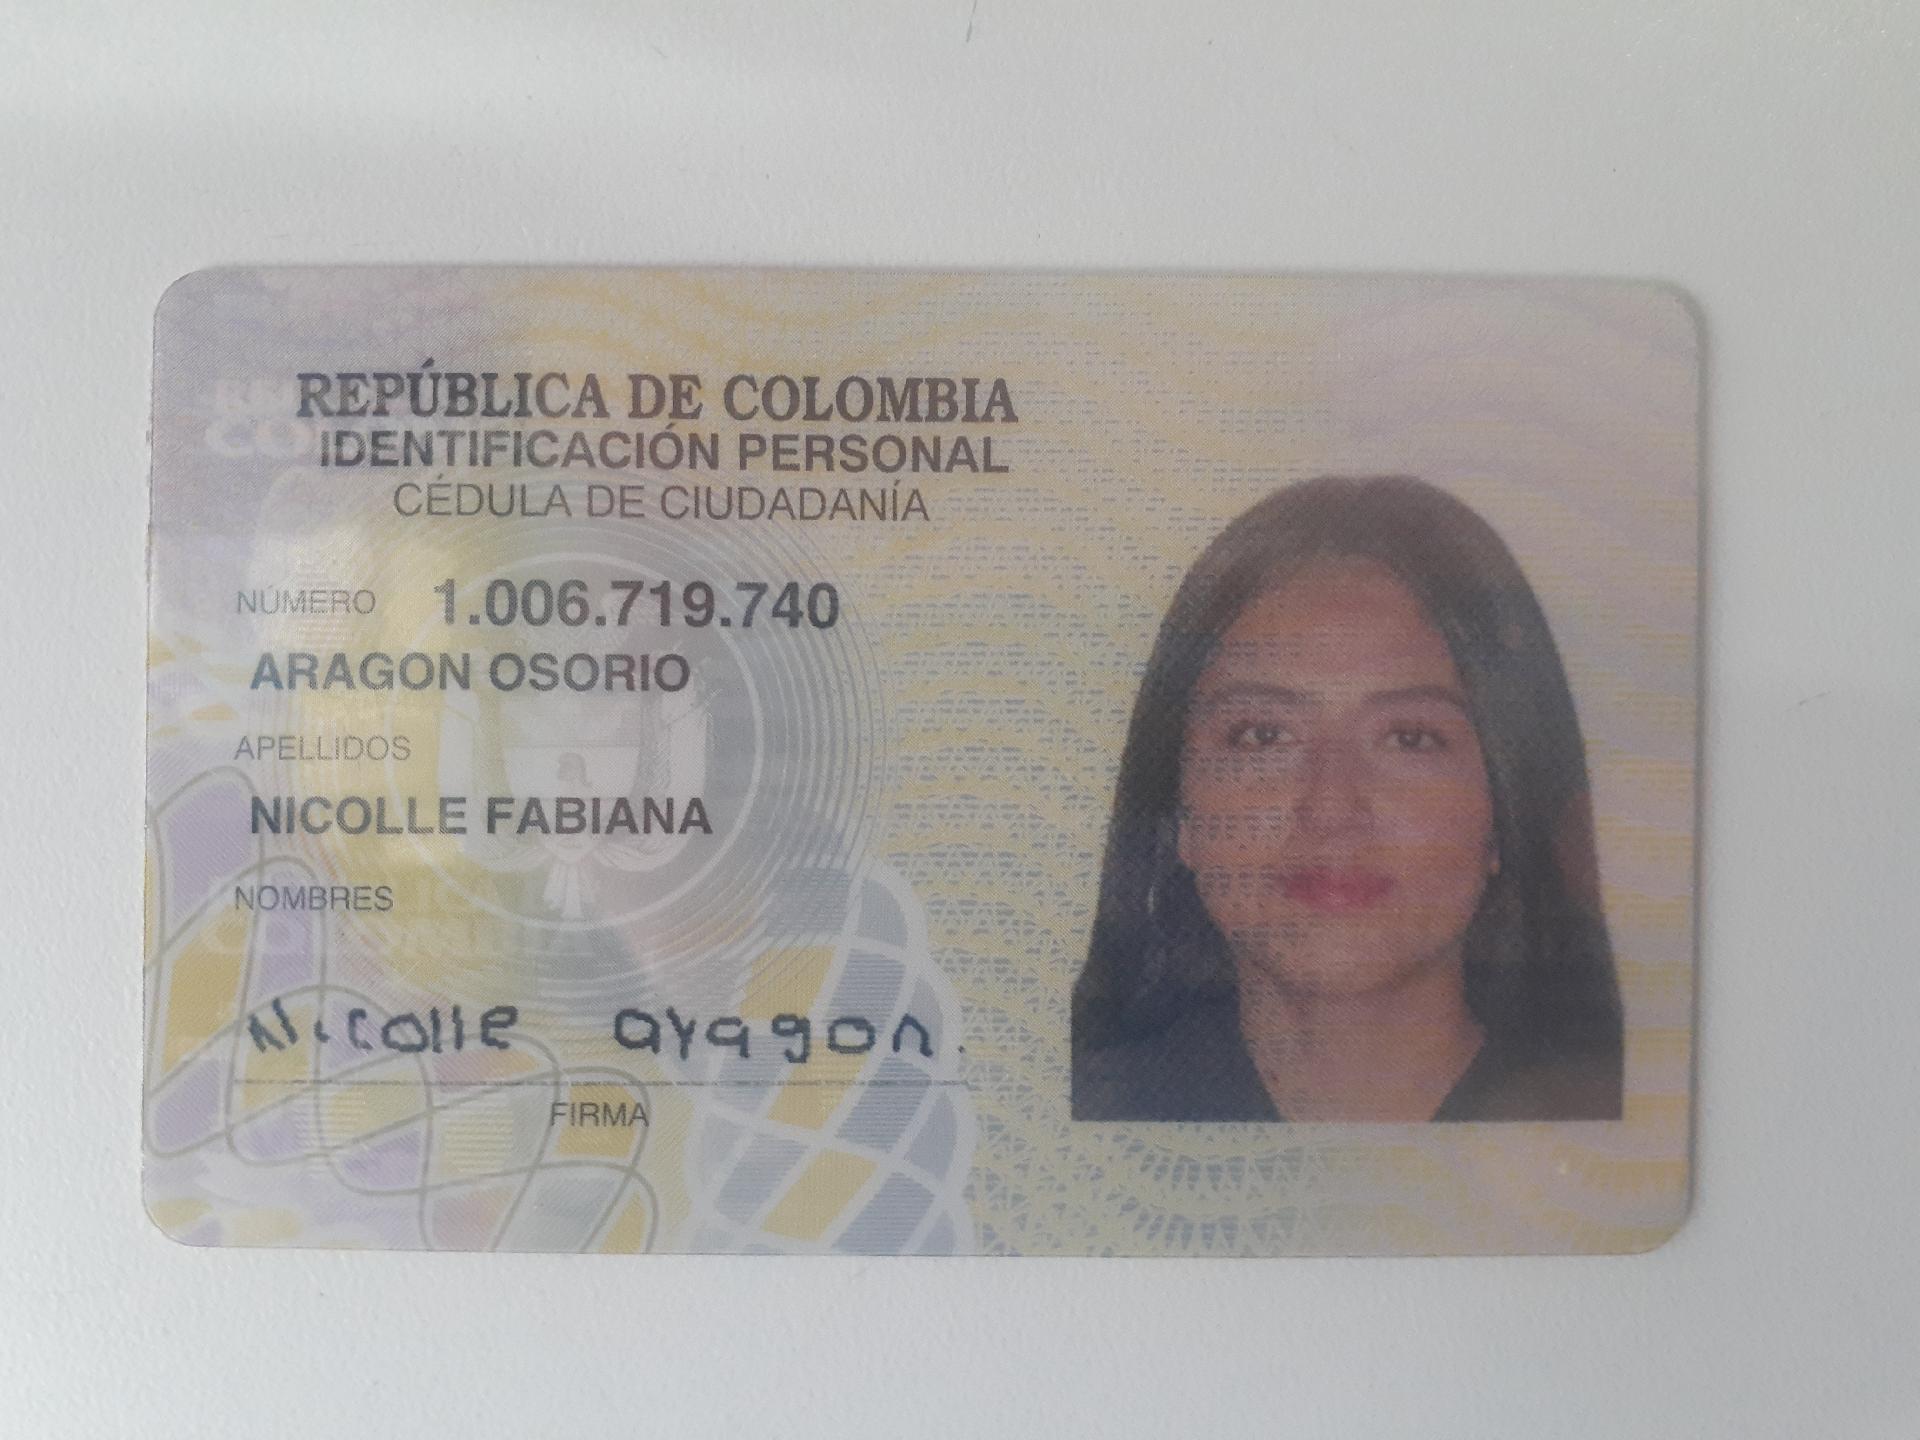 REPÚBLICA DE COLOMBIA
IDENTIFICACIÓN PERSONAL
CÉDULA DE CIUDADANÍA
NÚMERO 1.006.719.740
ARAGON OSORIO
APELLIDOS
NICOLLE FABIANA
NOMBRES
Nicolle aragon.
FIRMA